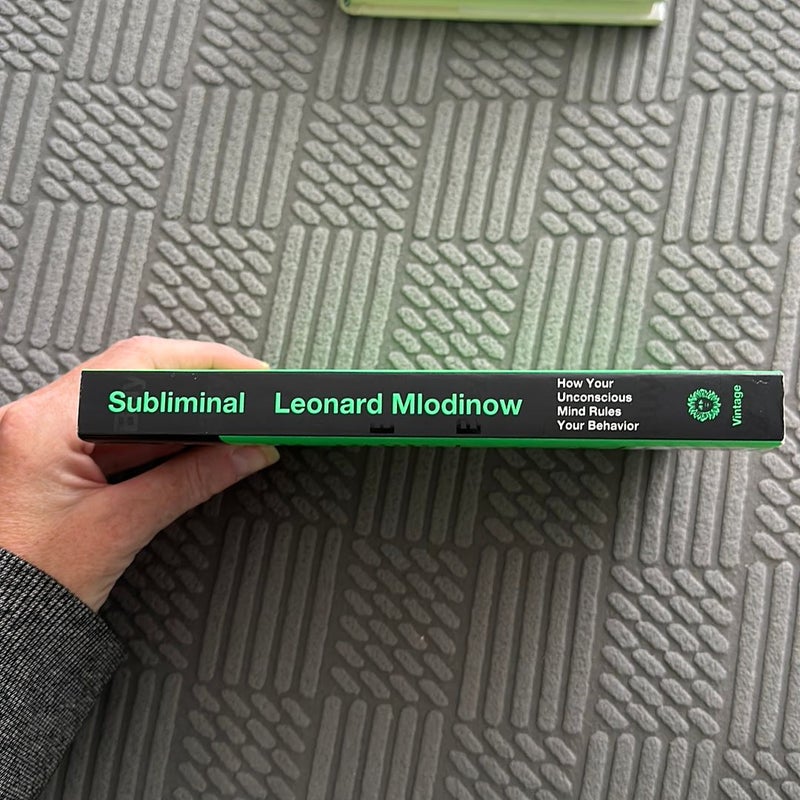 Subliminal
Leonard Mlodinow
How Your
Unconscious
Mind Rules
Your Behavior
Vintage